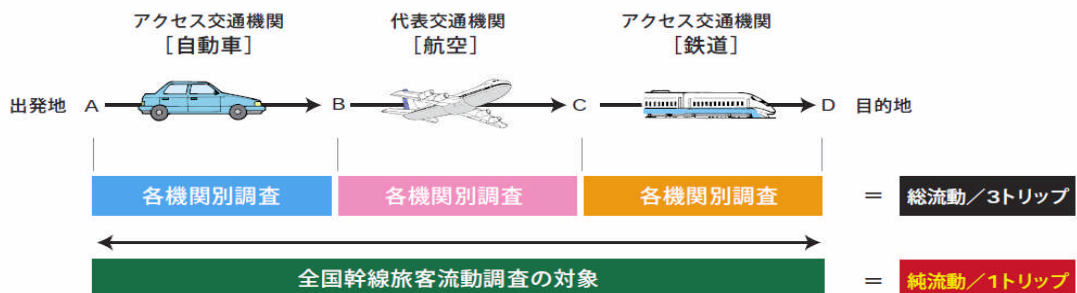 アクセス交通機関
[自動車]
代表交通機関
[航空]
アクセス交通機関
[鉄道]
出発地 A B C D 目的地
各機関別調査 各機関別調査 各機関別調査 = 総流動/3トリップ
全国幹線旅客流動調査の対象 = 純流動/1トリップ